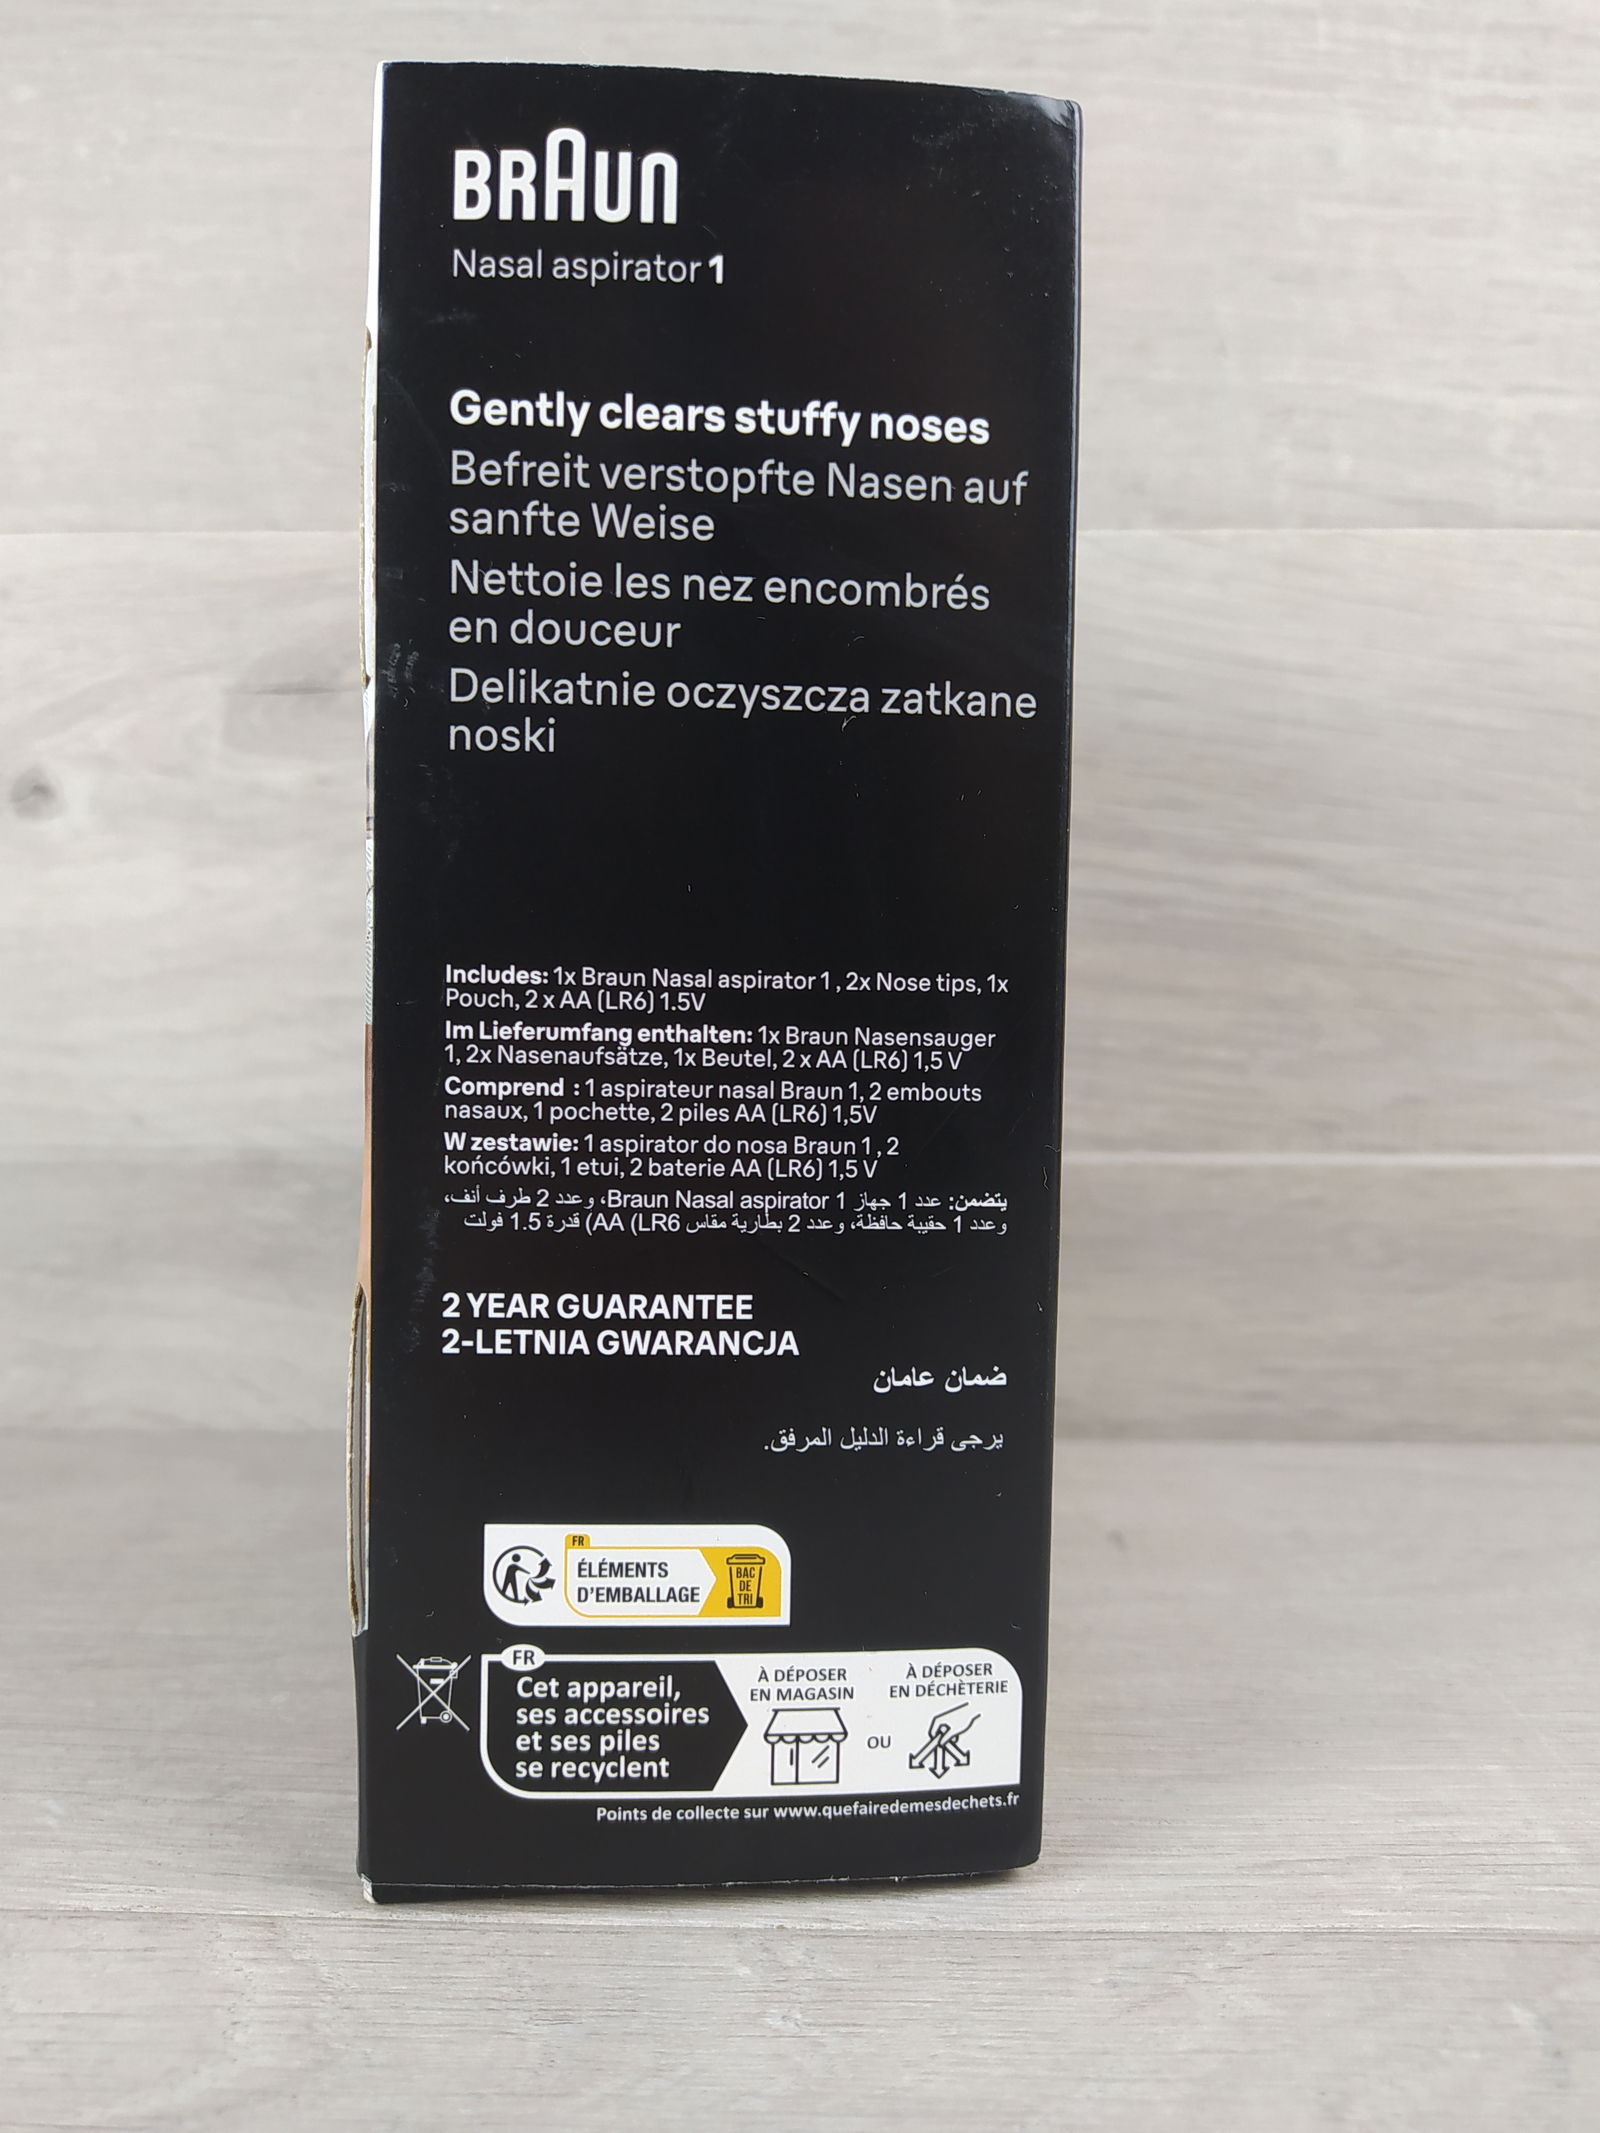 BRAUN
Nasal aspirator 1
Gently clears stuffy noses
Befreit verstopfte Nasen auf
sanfte Weise
Nettoie les nez encombrés
en douceur
Delikatnie oczyszcza zatkane
noski
Includes: 1x Braun Nasal aspirator 1, 2x Nose tips, 1x
Pouch, 2 x AA (LR6) 1.5V
Im Lieferumfang enthalten: 1x Braun Nasensauger
1, 2x Nasenaufsätze, 1x Beutel, 2 x AA (LR6) 1,5 V
Comprend : 1 aspirateur nasal Braun 1, 2 embouts
nasaux, 1 pochette, 2 piles AA (LR6) 1,5V
W zestawie: 1 aspirator do nosa Braun 1, 2
końcówki, 1 etui, 2 baterie AA (LR6) 1,5 V
يتضمن: عدد 1 جهاز Braun Nasal aspirator 1، وعدد 2 طرف أنف،
وعدد 1 حقيبة حافظة، وعدد 2 بطارية مقاس AA (LR6) قدرة 1.5 فولت
2 YEAR GUARANTEE
2-LETNIA GWARANCJA
ضمان عامان
يرجى قراءة الدليل المرفق.
FR
ÉLÉMENTS
D'EMBALLAGE
BAC
DE
TRI
FR
Cet appareil,
ses accessoires
et ses piles
se recyclent
À DÉPOSER
EN MAGASIN
OU
À DÉPOSER
EN DÉCHÈTERIE
Points de collecte sur www.quefairedemesdechets.fr